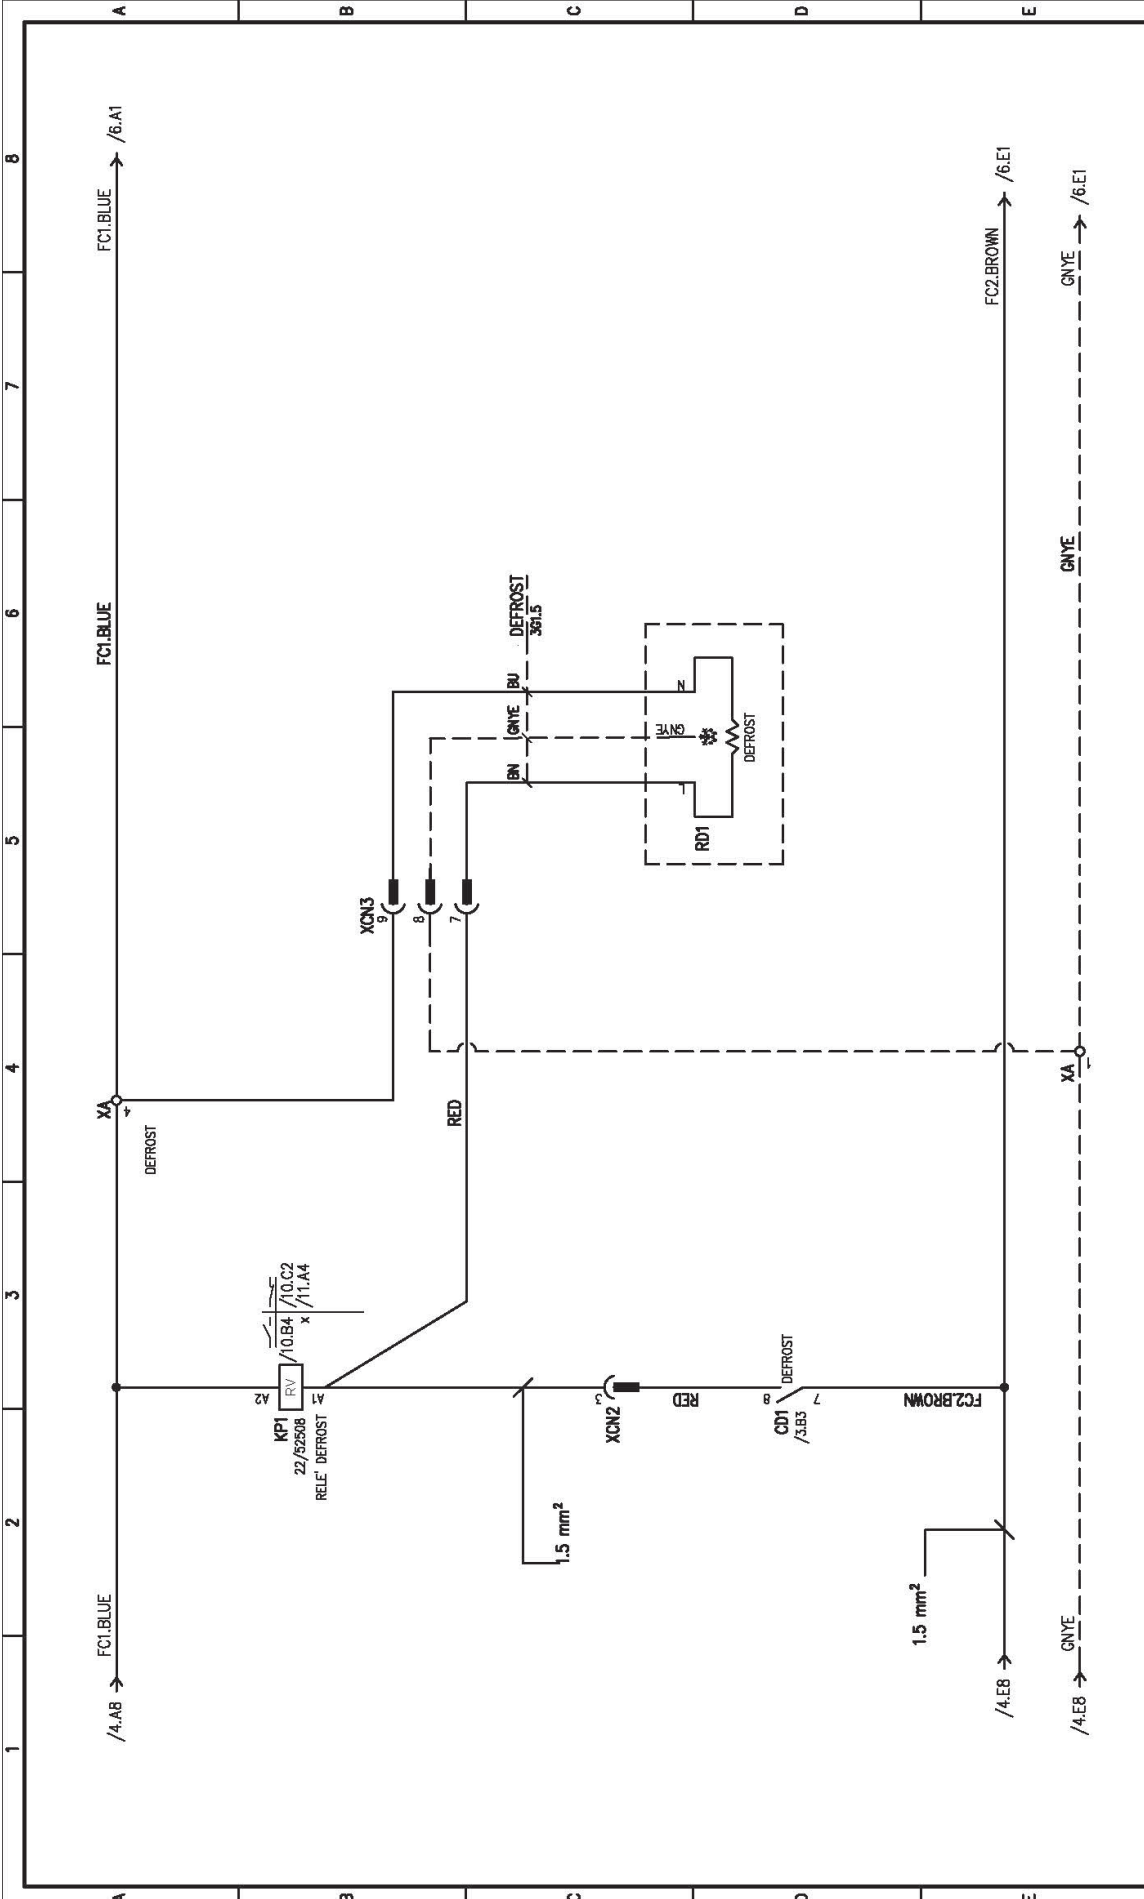 1
2
3
4
5
6
7
8
A
B
C
D
E
/4.A8
FC1.BLUE
XA
4
DEFROST
FC1.BLUE
FC1.BLUE
/6.A1
A2
RV
A1
KP1
22/52508
RELE' DEFROST
/10.B4
/10.C2
x
/11.A4
RED
XCN3
9
8
7
BN
GNYE
BU
DEFROST
3G1.5
L
GNYE
N
RD1
DEFROST
1.5 mm²
XCN2
3
RED
CD1
/3.B3
8
7
DEFROST
FC2.BROWN
1.5 mm²
/4.E8
FC2.BROWN
/6.E1
/4.E8
GNYE
XA
1
GNYE
GNYE
/6.E1
A
B
C
D
E